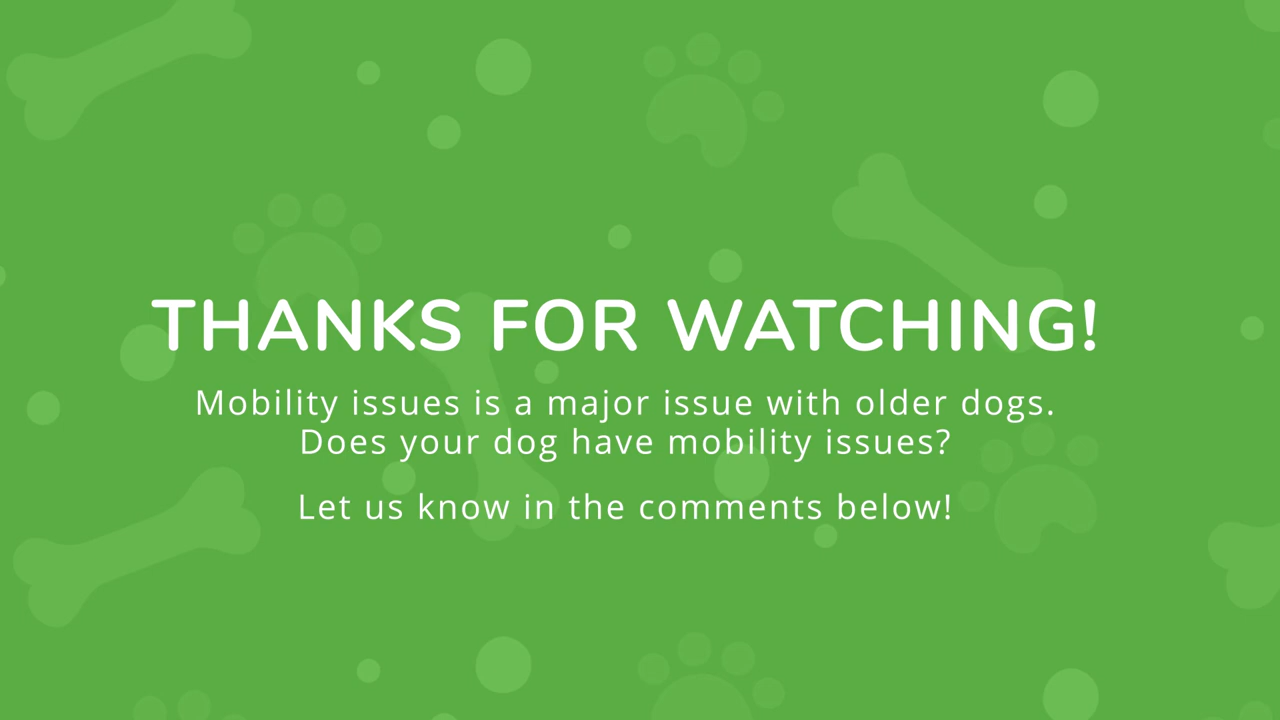 THANKS FOR WATCHING!
Mobility issues is a major issue with older dogs.
Does your dog have mobility issues?
Let us know in the comments below!